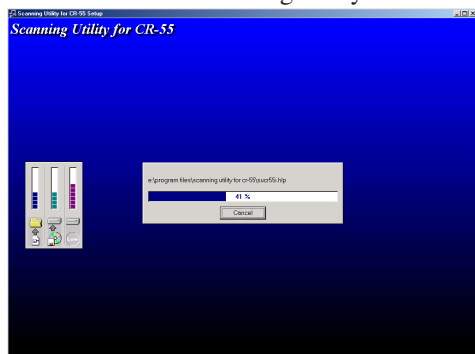 Scanning Utility for CR-55 Setup
Scanning Utility for CR-55
e:\program files\scanning utility for cr-55\sucr55i.hlp
41 %
Cancel